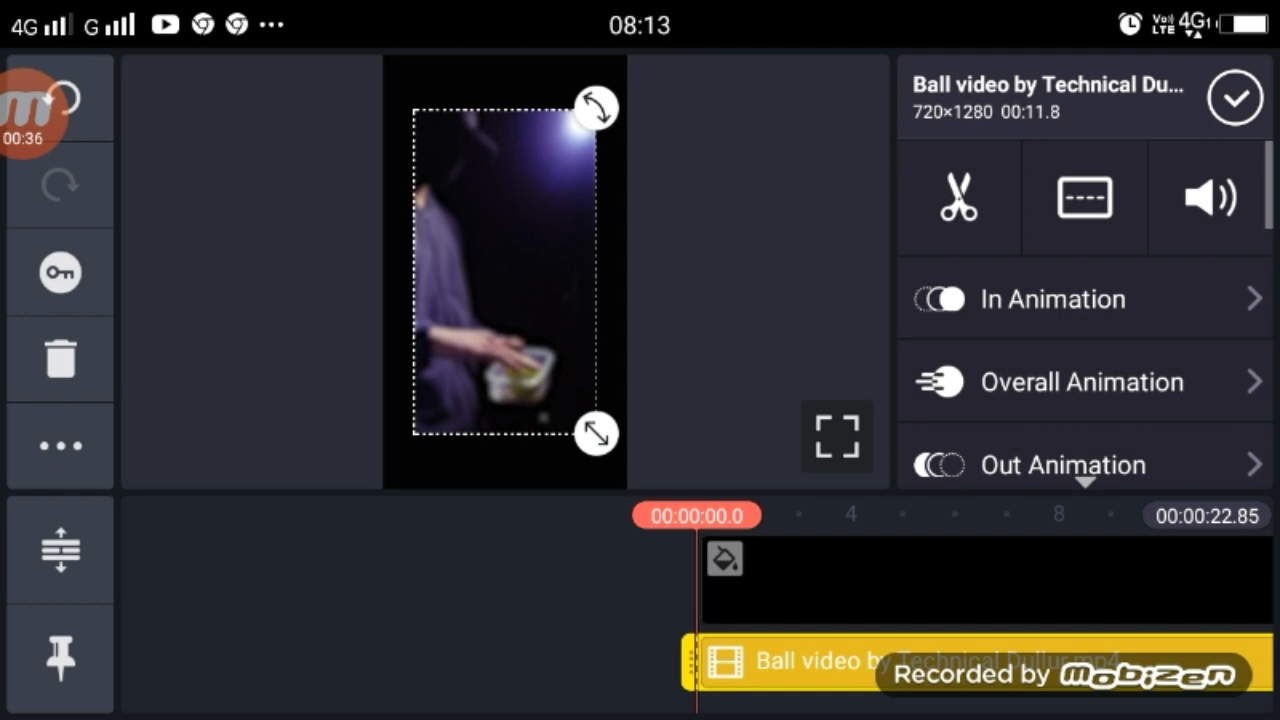 4G G 08:13 VoI) LTE 4G
m
00:36
Ball video by Technical Du...
720×1280 00:11.8
In Animation
Overall Animation
Out Animation
00:00:00.0 4 8 00:00:22.85
Ball video by Technical Dullur.mp4
Recorded by mobizen